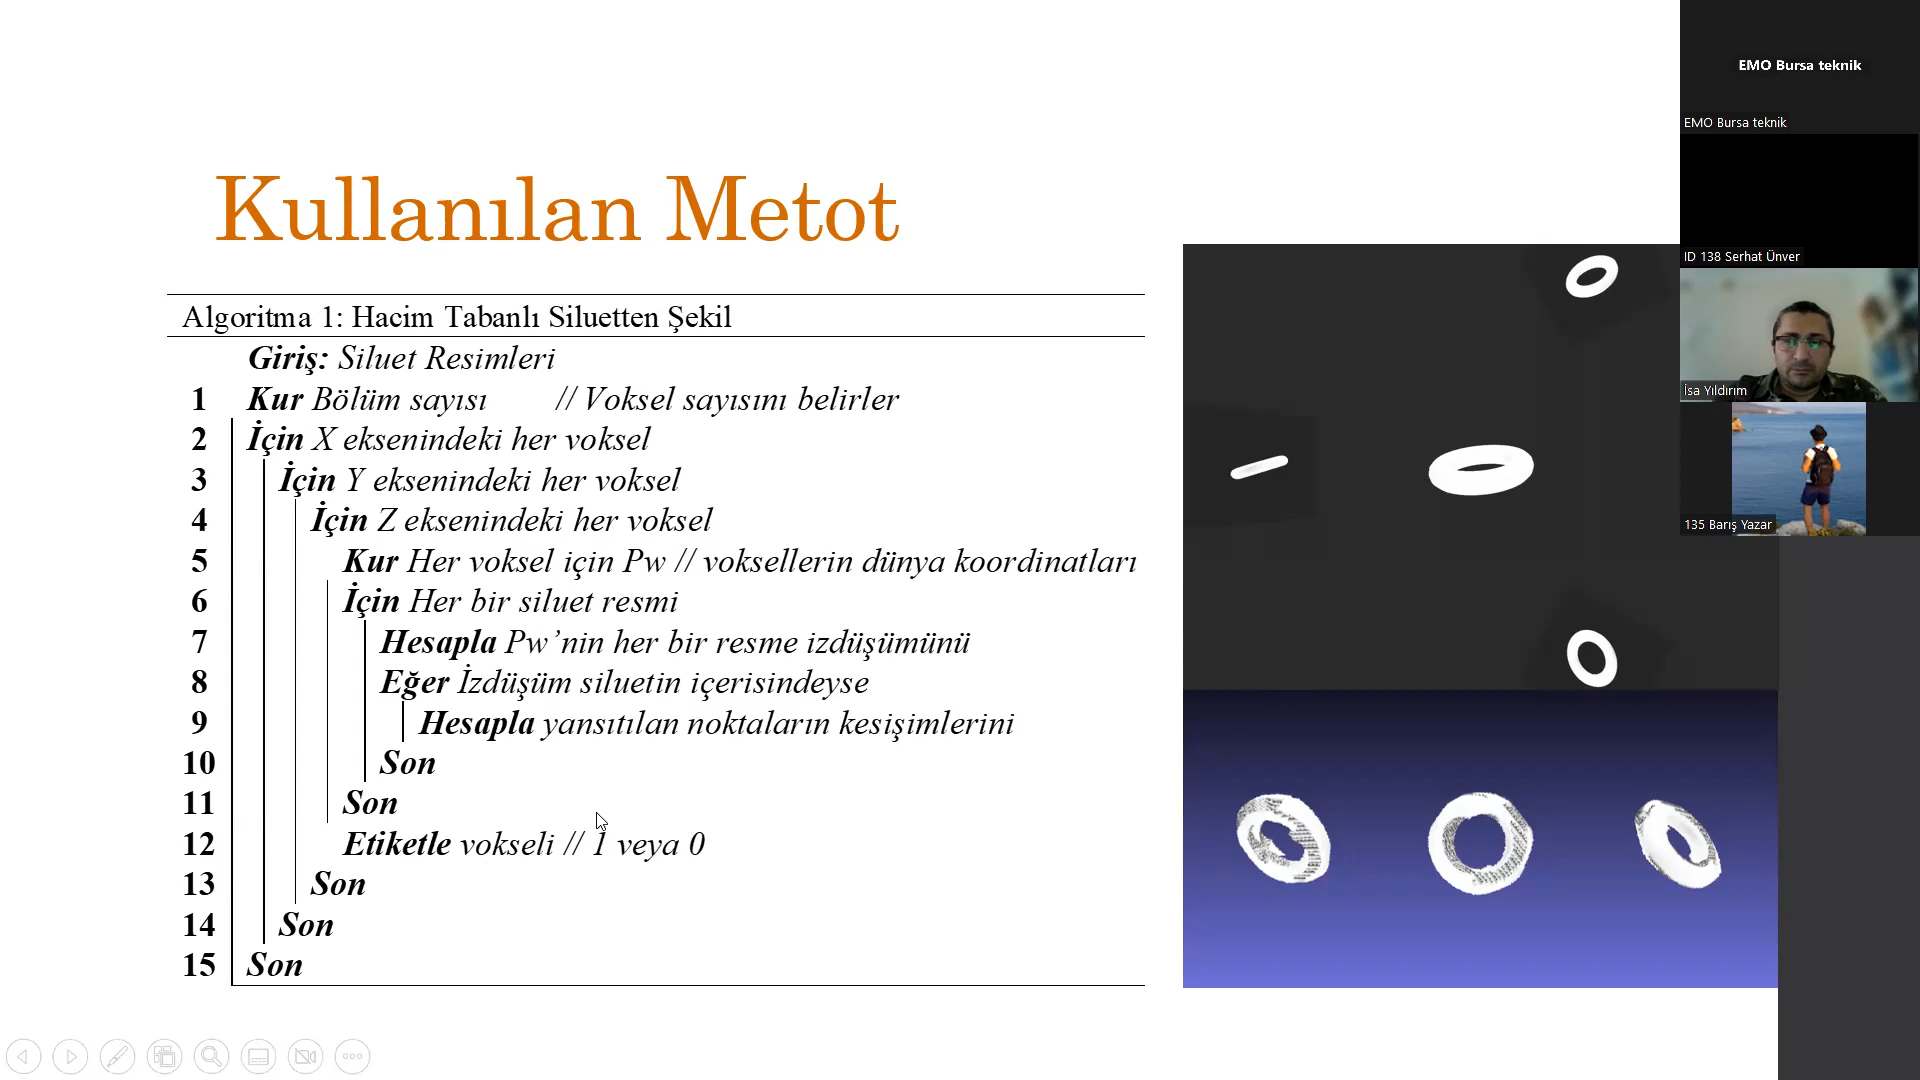 Kullanılan Metot
Algoritma 1: Hacim Tabanlı Siluetten Şekil
Giriş: Siluet Resimleri
1 Kur Bölüm sayısı // Voksel sayısını belirler
2 İçin X eksenindeki her voksel
3 İçin Y eksenindeki her voksel
4 İçin Z eksenindeki her voksel
5 Kur Her voksel için Pw // voksellerin dünya koordinatları
6 İçin Her bir siluet resmi
7 Hesapla Pw’nin her bir resme izdüşümünü
8 Eğer İzdüşüm siluetin içerisindeyse
9 Hesapla yansıtılan noktaların kesişimlerini
10 Son
11 Son
12 Etiketle vokseli // 1 veya 0
13 Son
14 Son
15 Son
EMO Bursa teknik
EMO Bursa teknik
ID 138 Serhat Ünver
İsa Yıldırım
135 Barış Yazar